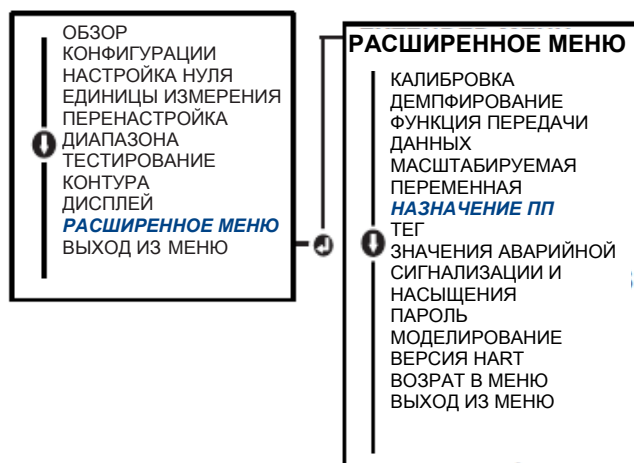 ОБЗОР
КОНФИГУРАЦИИ
НАСТРОЙКА НУЛЯ
ЕДИНИЦЫ ИЗМЕРЕНИЯ
ПЕРЕНАСТРОЙКА
ДИАПАЗОНА
ТЕСТИРОВАНИЕ
КОНТУРА
ДИСПЛЕЙ
РАСШИРЕННОЕ МЕНЮ
ВЫХОД ИЗ МЕНЮ
РАСШИРЕННОЕ МЕНЮ
КАЛИБРОВКА
ДЕМПФИРОВАНИЕ
ФУНКЦИЯ ПЕРЕДАЧИ
ДАННЫХ
МАСШТАБИРУЕМАЯ
ПЕРЕМЕННАЯ
НАЗНАЧЕНИЕ ПП
ТЕГ
ЗНАЧЕНИЯ АВАРИЙНОЙ
СИГНАЛИЗАЦИИ И
НАСЫЩЕНИЯ
ПАРОЛЬ
МОДЕЛИРОВАНИЕ
ВЕРСИЯ HART
ВОЗРАТ В МЕНЮ
ВЫХОД ИЗ МЕНЮ